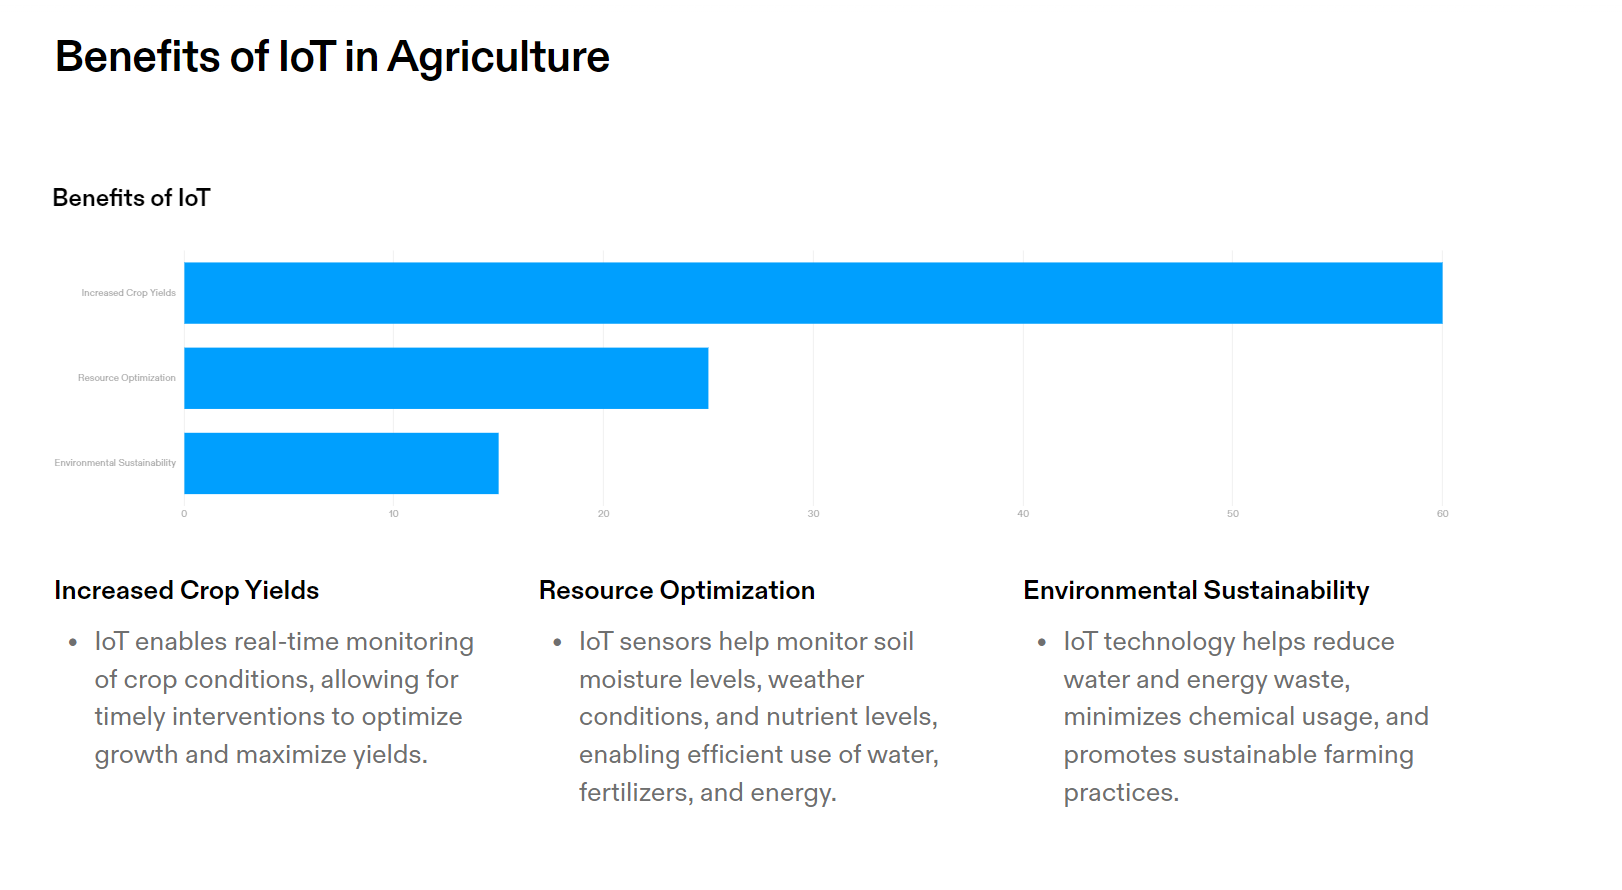 Benefits of IoT in Agriculture
Benefits of IoT
Increased Crop Yields
Resource Optimization
Environmental Sustainability
0 10 20 30 40 50 60
Increased Crop Yields
• IoT enables real-time monitoring
of crop conditions, allowing for
timely interventions to optimize
growth and maximize yields.
Resource Optimization
• IoT sensors help monitor soil
moisture levels, weather
conditions, and nutrient levels,
enabling efficient use of water,
fertilizers, and energy.
Environmental Sustainability
• IoT technology helps reduce
water and energy waste,
minimizes chemical usage, and
promotes sustainable farming
practices.